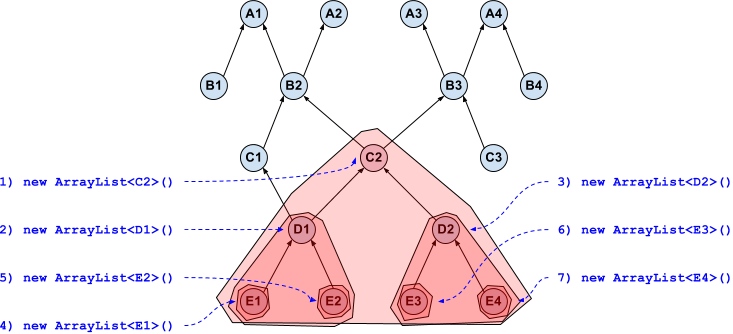 A1 A2 A3 A4
B1 B2 B3 B4
C1 C2 C3
1) new ArrayList<C2>() 3) new ArrayList<D2>()
2) new ArrayList<D1>() D1 D2 6) new ArrayList<E3>()
5) new ArrayList<E2>() 7) new ArrayList<E4>()
E1 E2 E3 E4
4) new ArrayList<E1>()